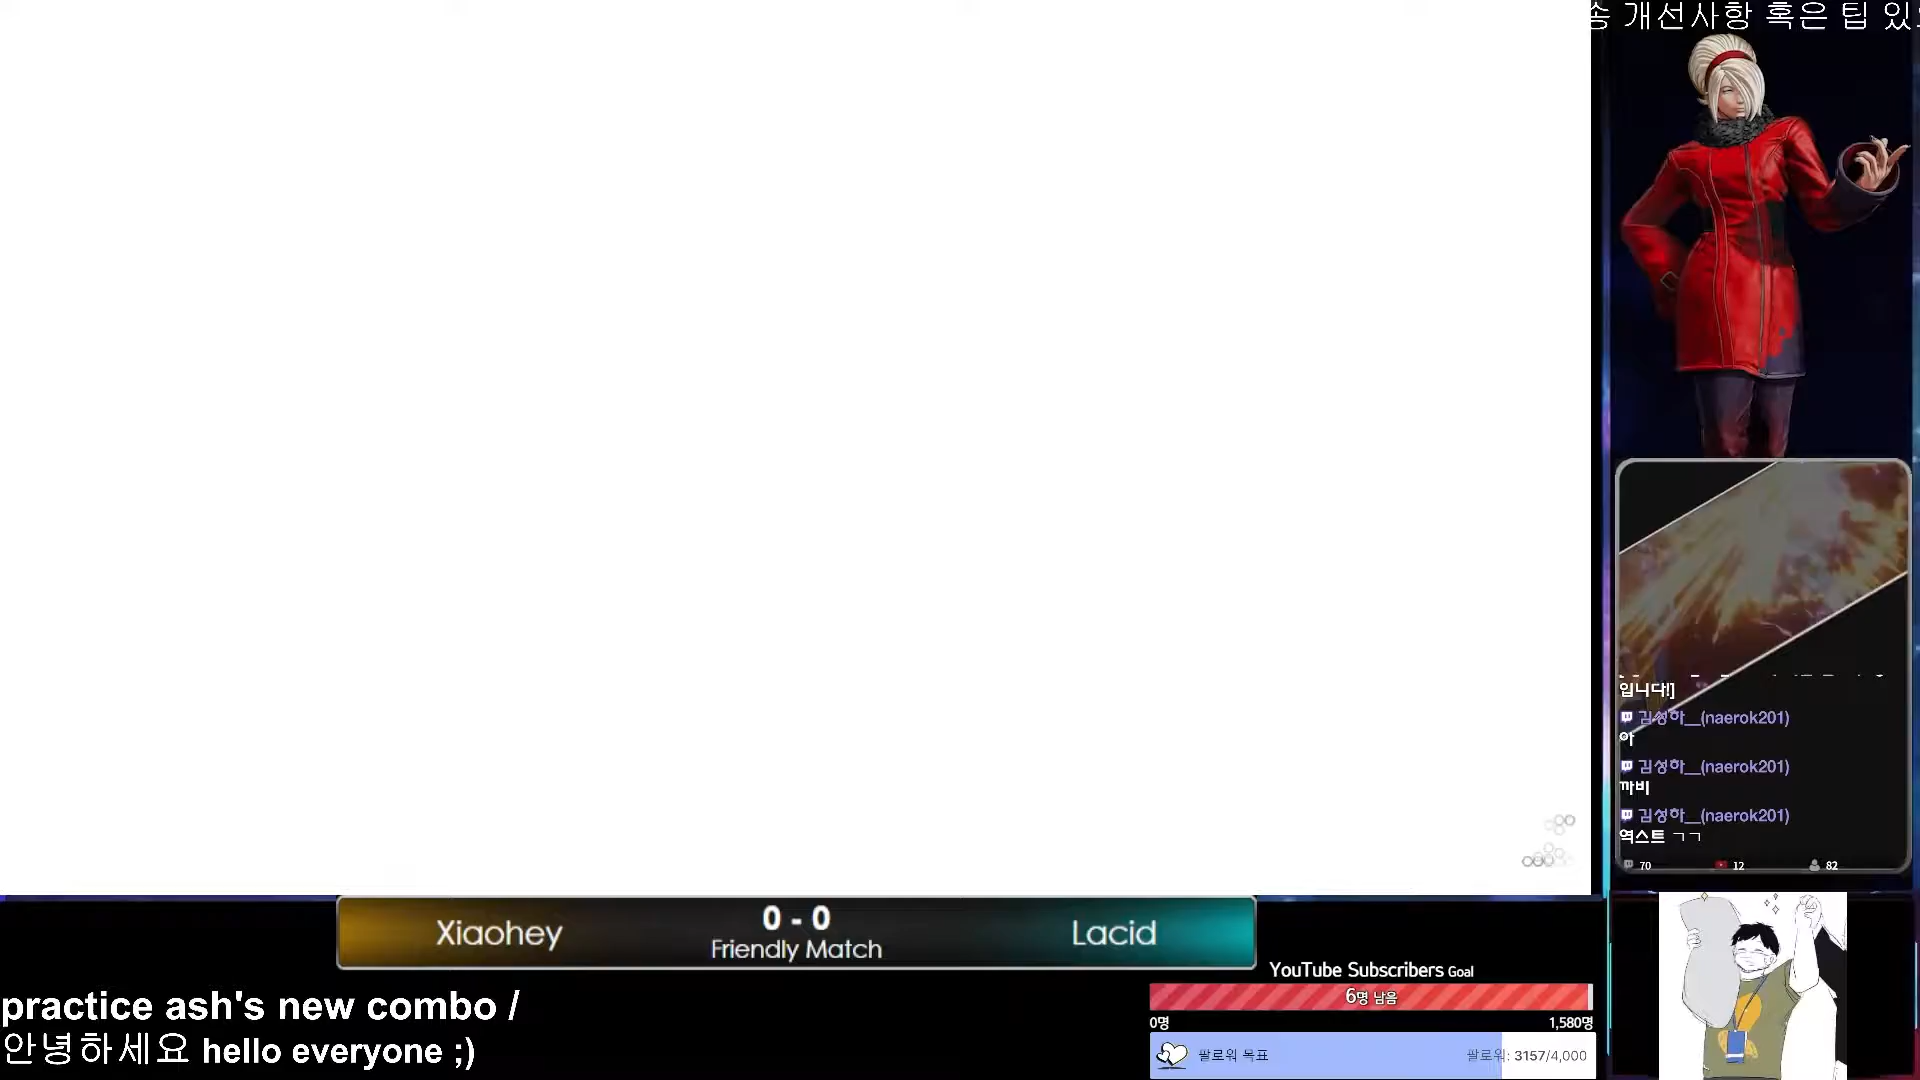 송 개선사항 혹은 팁 있
입니다!]
김성하__(naerok201)
아
김성하__(naerok201)
까비
김성하__(naerok201)
역스트 ㄱㄱ
70 12 82
Xiaohey
0 - 0
Friendly Match
Lacid
YouTube Subscribers Goal
6명 남음
0명 1,580명
팔로워 목표 팔로워: 3157/4,000
practice ash's new combo /
안녕하세요 hello everyone ;)